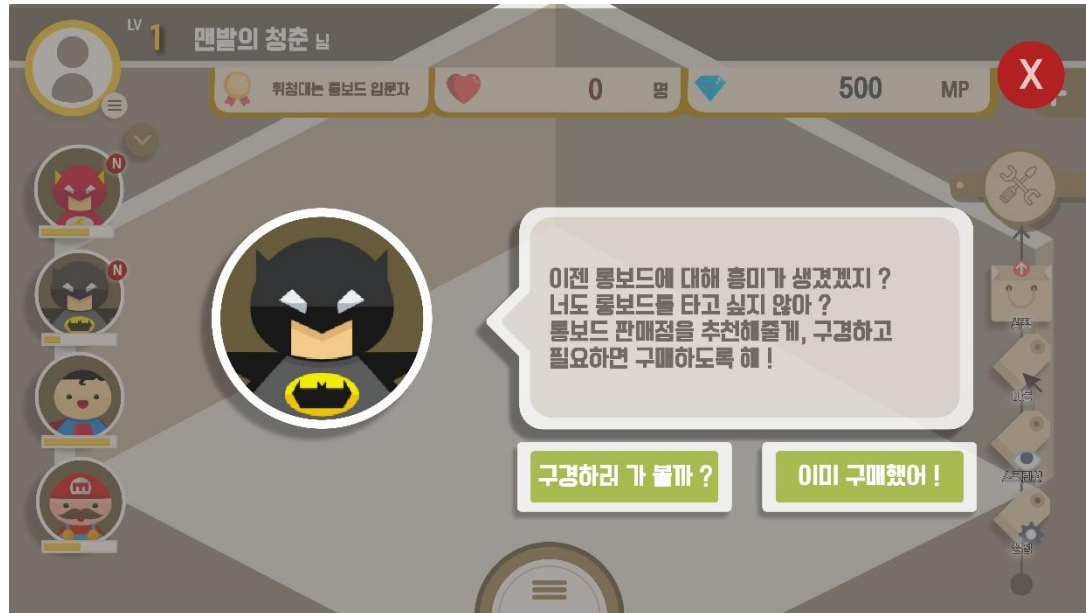 LV 1 맨발의 청춘 님
휘청대는 롱보드 입문자
0 명
500 MP
X
N
N
이젠 롱보드에 대해 흥미가 생겼겠지 ?
너도 롱보드를 타고 싶지 않아 ?
롱보드 판매점을 추천해줄게, 구경하고
필요하면 구매하도록 해 !
구경하러 가 볼까 ?
이미 구매했어 !